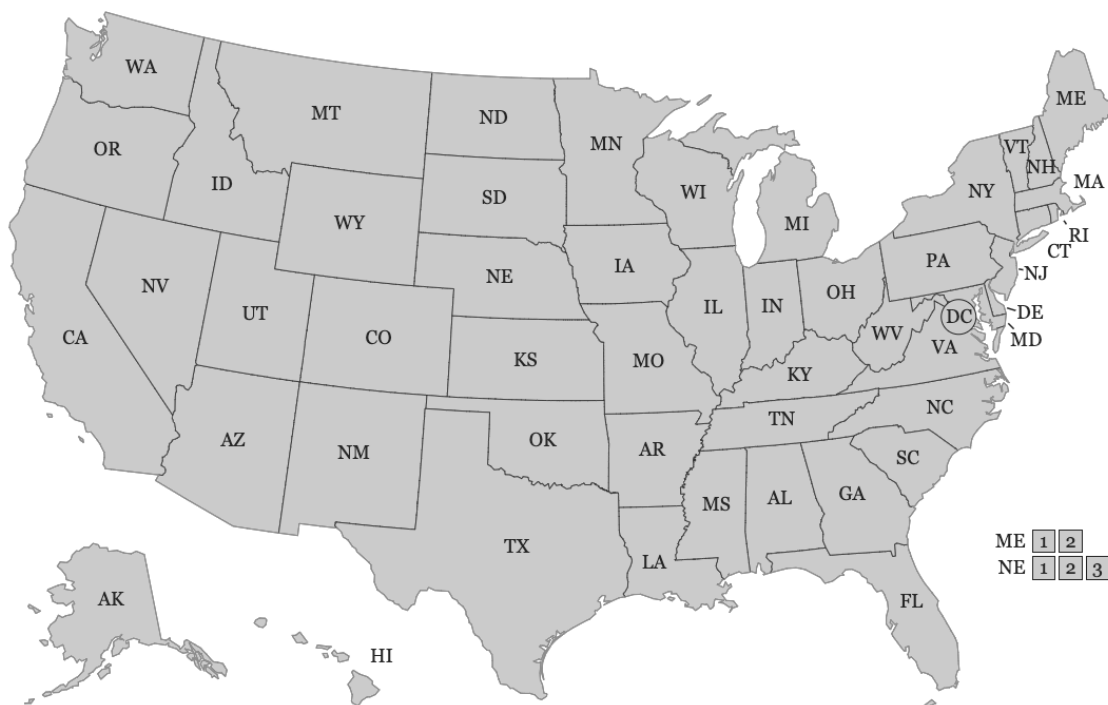 WA
ME
MT
ND
VT
MN
OR
NH
MA
ID
WI
NY
SD
WY
MI
RI
CT
PA
IA
NE
NJ
NV
OH
IL
IN
UT
DE
DC
CO
WV
MD
CA
VA
KS
MO
KY
NC
TN
AZ
OK
NM
AR
SC
MS
AL
GA
ME 1 2
TX
LA
NE 1 2 3
AK
FL
HI